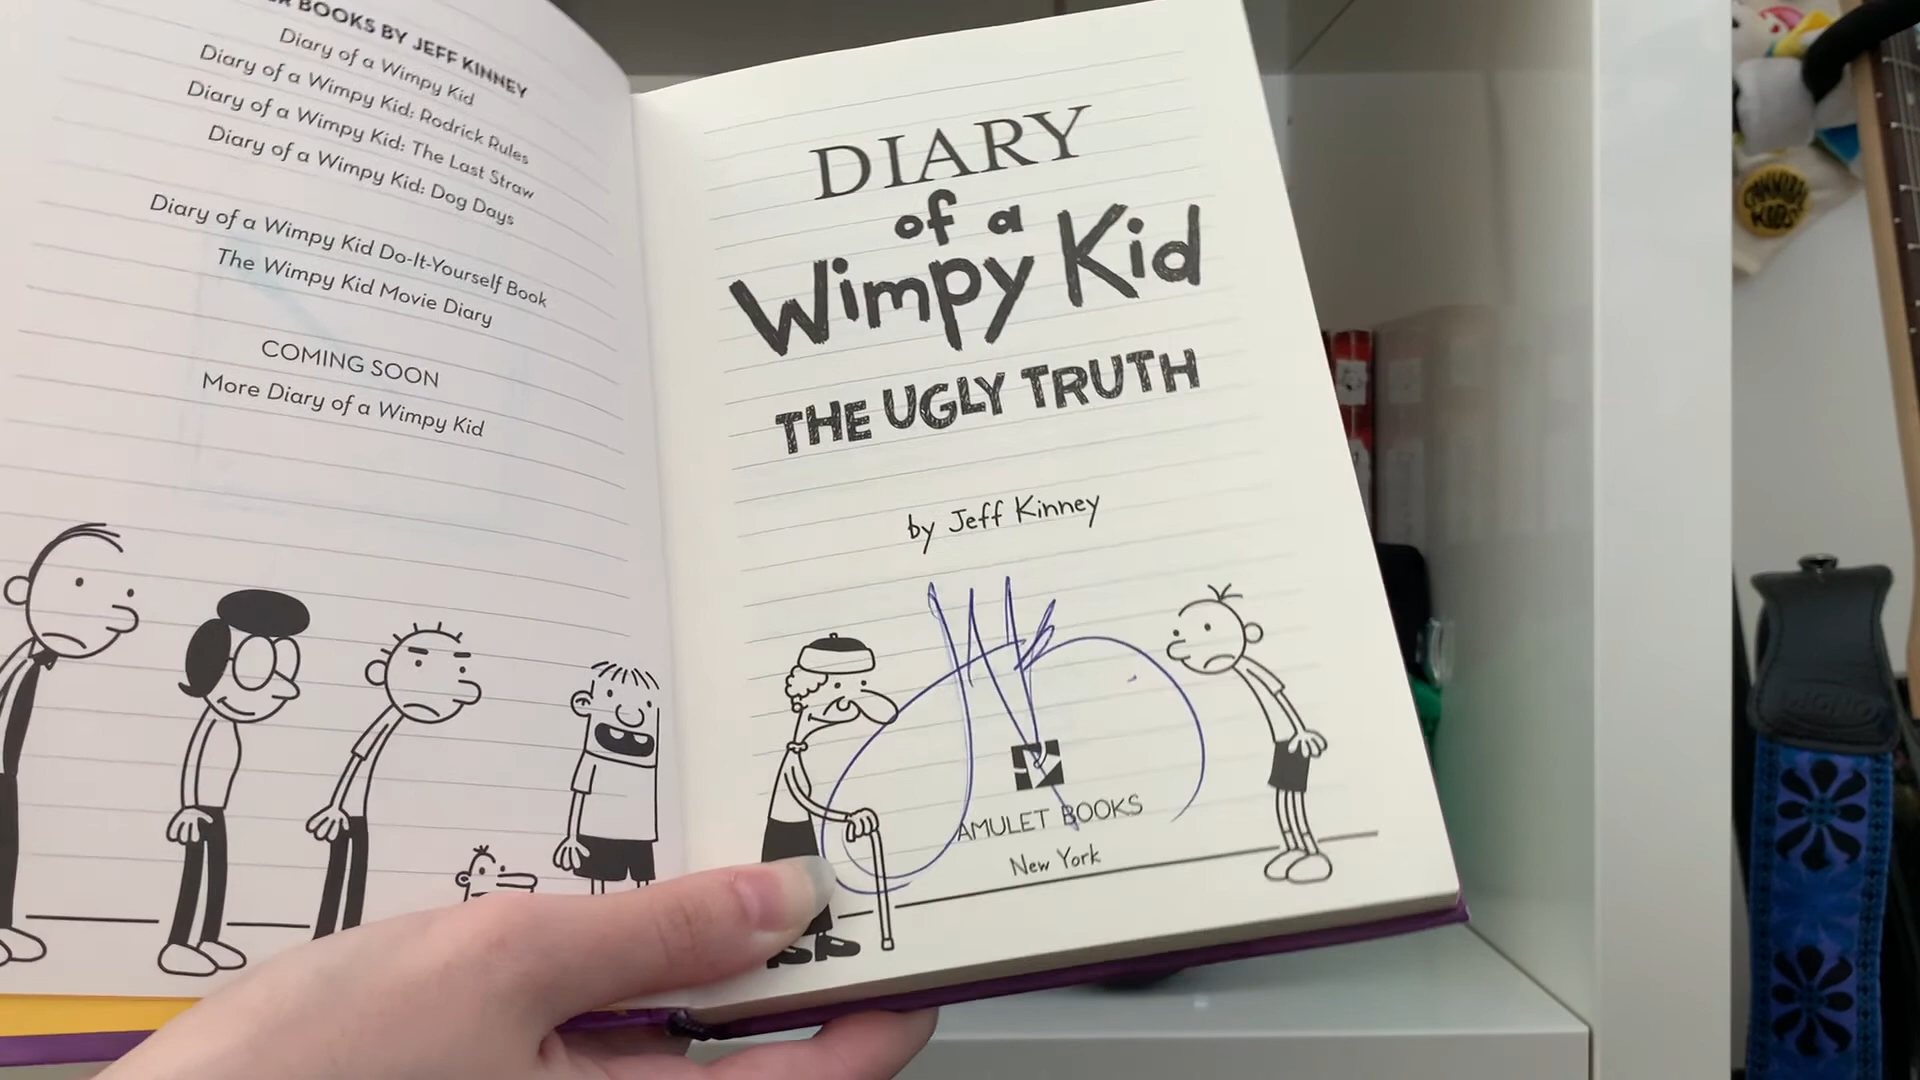 BOOKS BY JEFF KINNEY
Diary of a Wimpy Kid
Diary of a Wimpy Kid: Rodrick Rules
Diary of a Wimpy Kid: The Last Straw
Diary of a Wimpy Kid: Dog Days
Diary of a Wimpy Kid Do-It-Yourself Book
The Wimpy Kid Movie Diary
COMING SOON
More Diary of a Wimpy Kid
DIARY
of a
Wimpy Kid
THE UGLY TRUTH
by Jeff Kinney
AMULET BOOKS
New York
MONO